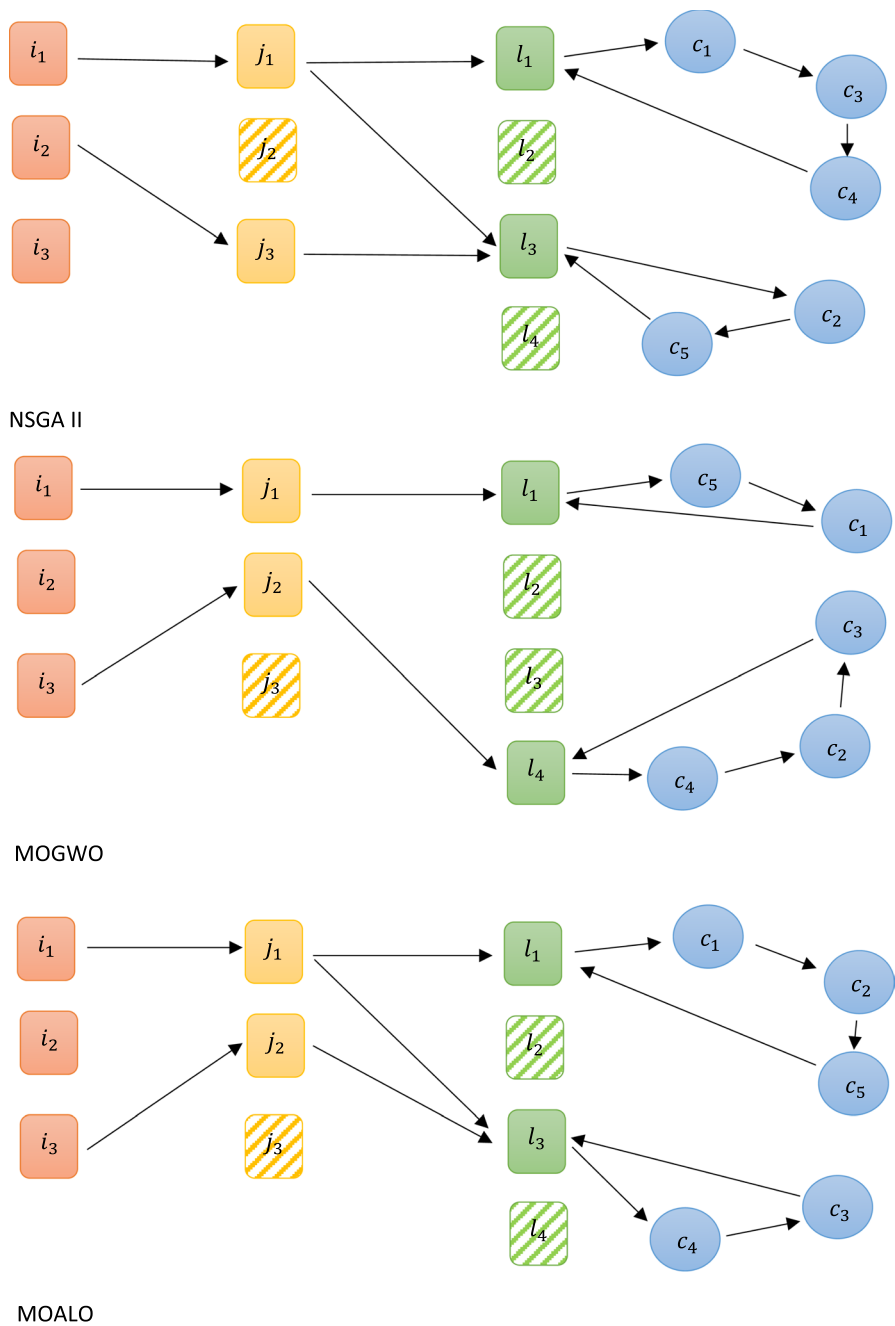 i1 j1 l1 c1
c3
i2 j2 l2
c4
i3 j3 l3
c2
l4 c5
NSGA II
i1 j1 l1 c5
c1
i2 j2 l2
c3
i3 j3 l3
c2
l4 c4
MOGWO
i1 j1 l1 c1
c2
i2 j2 l2
c5
i3 j3 l3
c3
l4 c4
MOALO